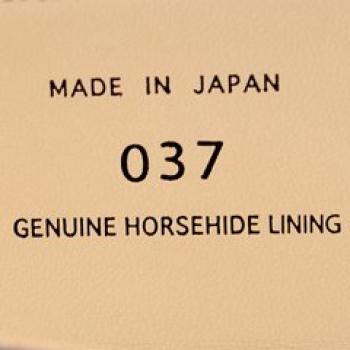 MADE IN JAPAN
037
GENUINE HORSEHIDE LINING